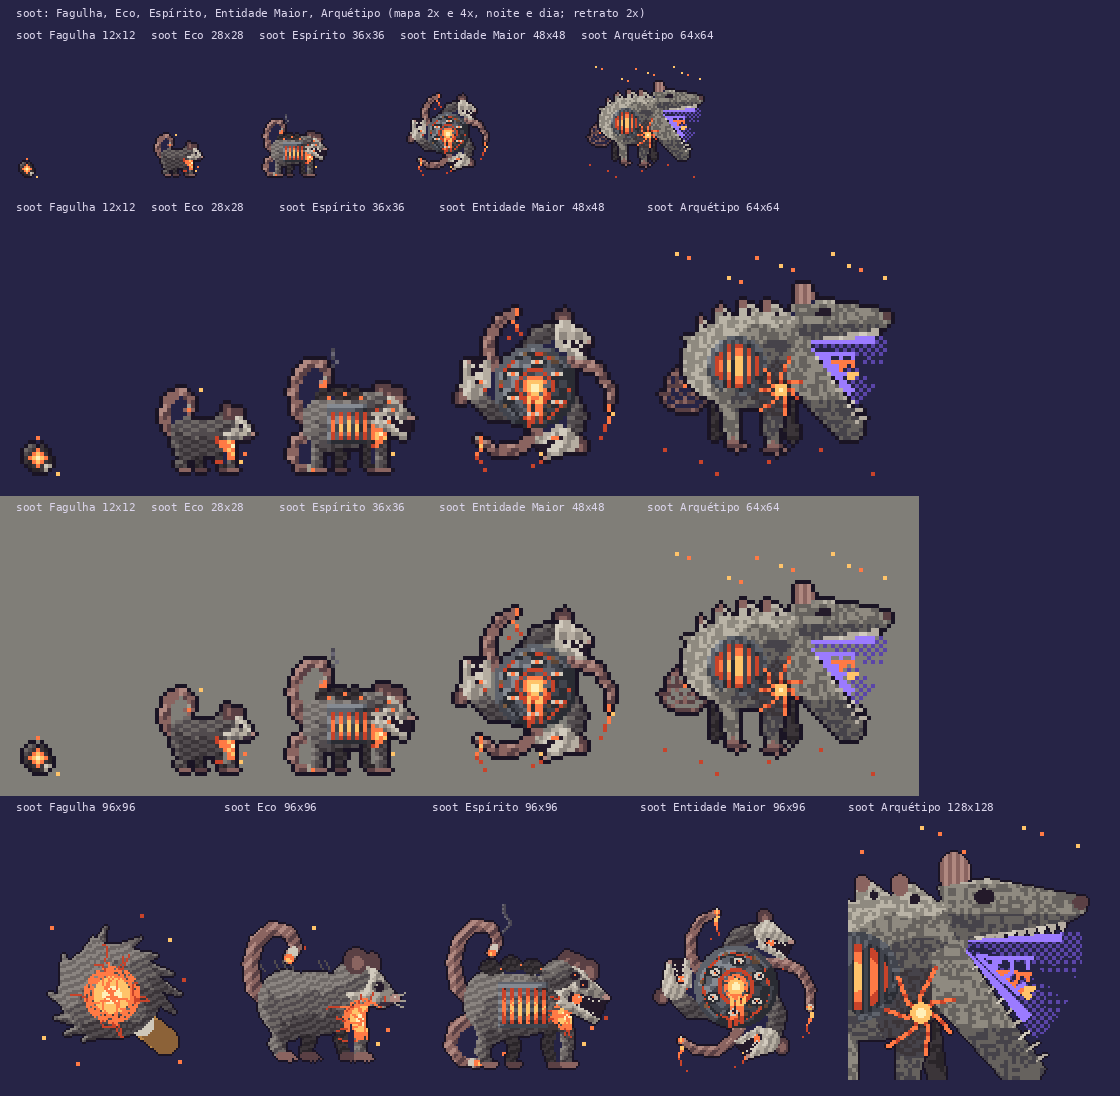 soot: Fagulha, Eco, Espírito, Entidade Maior, Arquétipo (mapa 2x e 4x, noite e dia; retrato 2x)
soot Fagulha 12x12 soot Eco 28x28 soot Espírito 36x36 soot Entidade Maior 48x48 soot Arquétipo 64x64
soot Fagulha 12x12 soot Eco 28x28 soot Espírito 36x36 soot Entidade Maior 48x48 soot Arquétipo 64x64
soot Fagulha 12x12 soot Eco 28x28 soot Espírito 36x36 soot Entidade Maior 48x48 soot Arquétipo 64x64
soot Fagulha 96x96 soot Eco 96x96 soot Espírito 96x96 soot Entidade Maior 96x96 soot Arquétipo 128x128